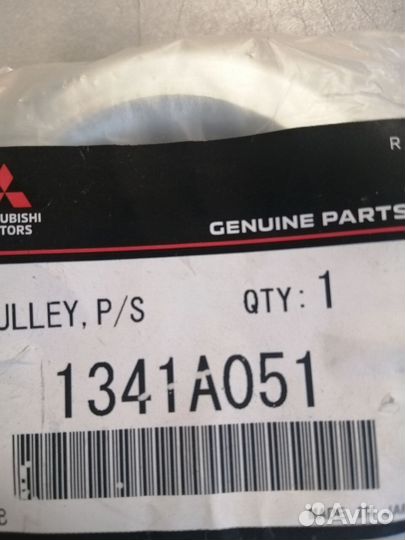 R
UBISHI
TORS
GENUINE PARTS
ULLEY, P/S QTY: 1
1341A051
Avito